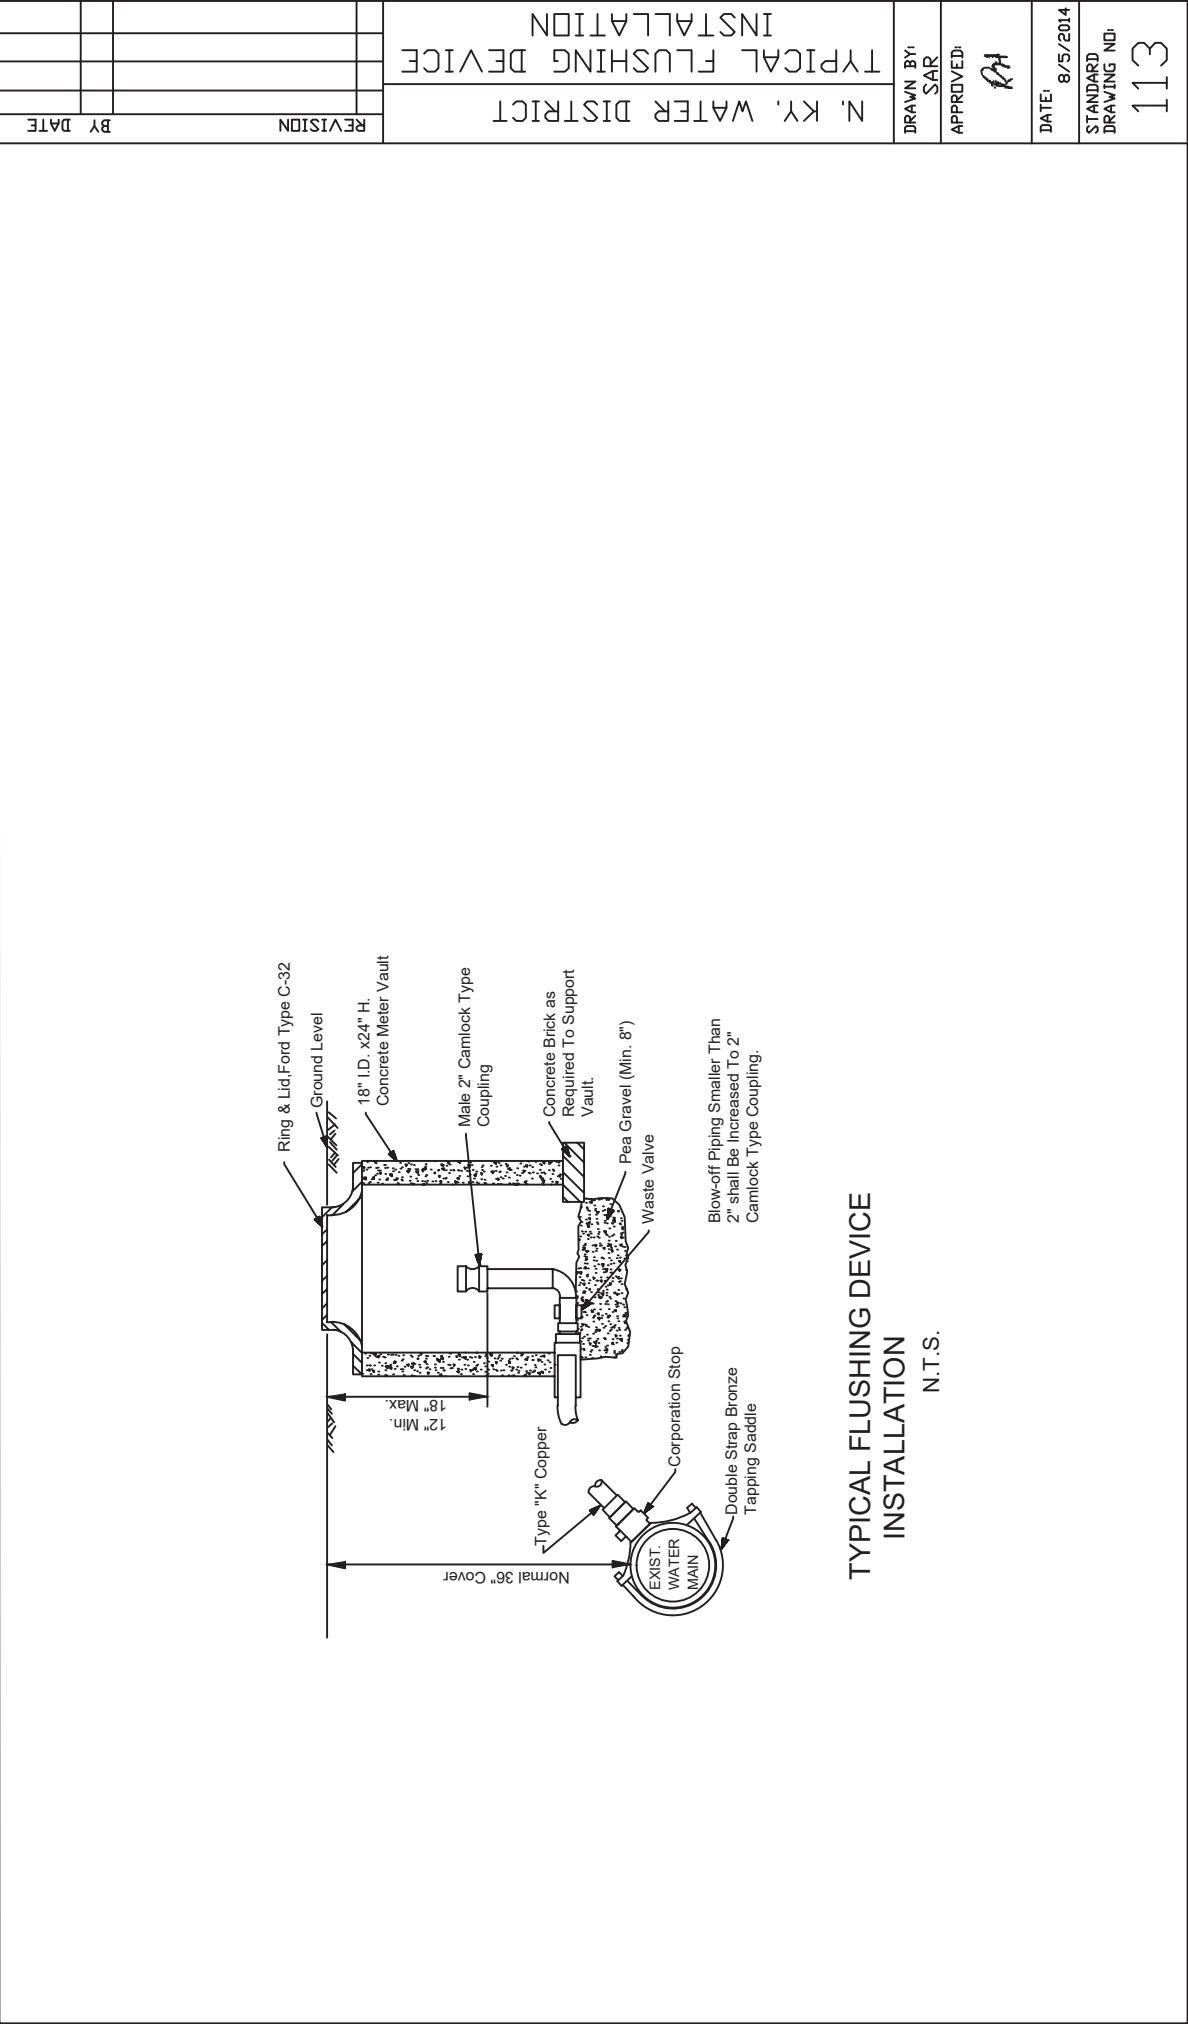 Ring & Lid,Ford Type C-32
Ground Level
18" I.D. x24" H.
Concrete Meter Vault
Male 2" Camlock Type
Coupling
Concrete Brick as
Required To Support
Vault.
Pea Gravel (Min. 8")
Waste Valve
Blow-off Piping Smaller Than
2" shall Be Increased To 2"
Camlock Type Coupling.
12" Min.
18" Max.
Normal 36" Cover
Type "K" Copper
Corporation Stop
Double Strap Bronze
Tapping Saddle
EXIST.
WATER
MAIN
TYPICAL FLUSHING DEVICE
INSTALLATION
N.T.S.
REVISION BY DATE
N. KY. WATER DISTRICT
TYPICAL FLUSHING DEVICE
INSTALLATION
DRAWN BY:
SAR
APPROVED:
RH
DATE:
8/5/2014
STANDARD
DRAWING NO:
113